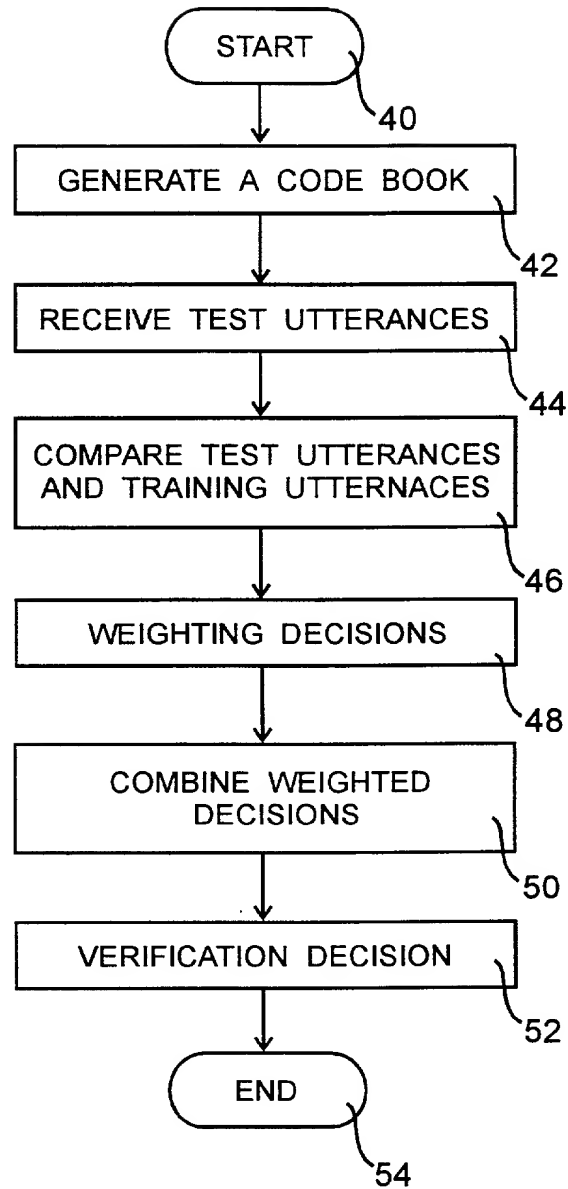 START
40
GENERATE A CODE BOOK
42
RECEIVE TEST UTTERANCES
44
COMPARE TEST UTTERANCES
AND TRAINING UTTERNACES
46
WEIGHTING DECISIONS
48
COMBINE WEIGHTED
DECISIONS
50
VERIFICATION DECISION
52
END
54